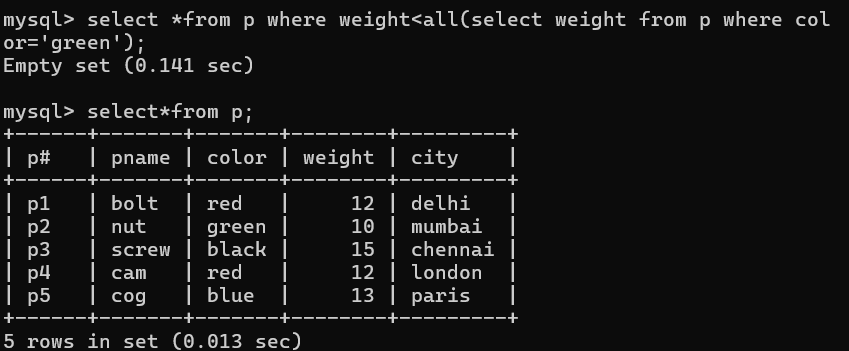 mysql> select *from p where weight<all(select weight from p where col
or='green');
Empty set (0.141 sec)
mysql> select*from p;
+------+-------+-------+--------+---------+
| p#   | pname | color | weight | city    |
+------+-------+-------+--------+---------+
| p1   | bolt  | red   |     12 | delhi   |
| p2   | nut   | green |     10 | mumbai  |
| p3   | screw | black |     15 | chennai |
| p4   | cam   | red   |     12 | london  |
| p5   | cog   | blue  |     13 | paris   |
+------+-------+-------+--------+---------+
5 rows in set (0.013 sec)